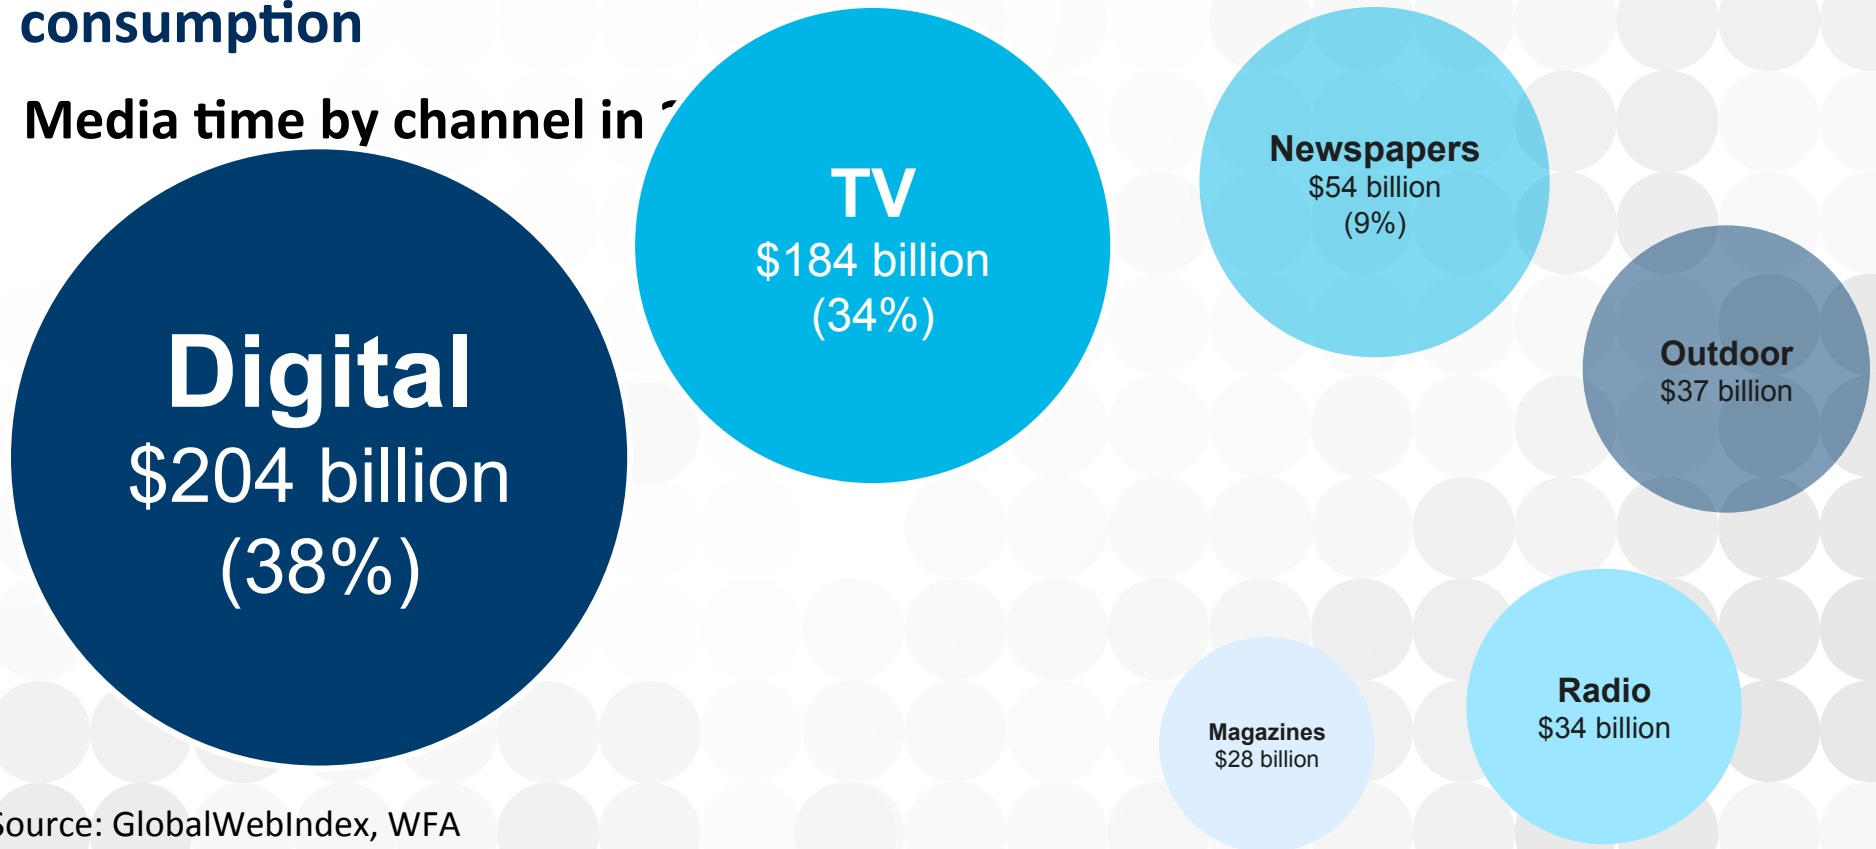 consumption
Media time by channel in
Digital
$204 billion
(38%)
TV
$184 billion
(34%)
Newspapers
$54 billion
(9%)
Outdoor
$37 billion
Radio
$34 billion
Magazines
$28 billion
Source: GlobalWebIndex, WFA